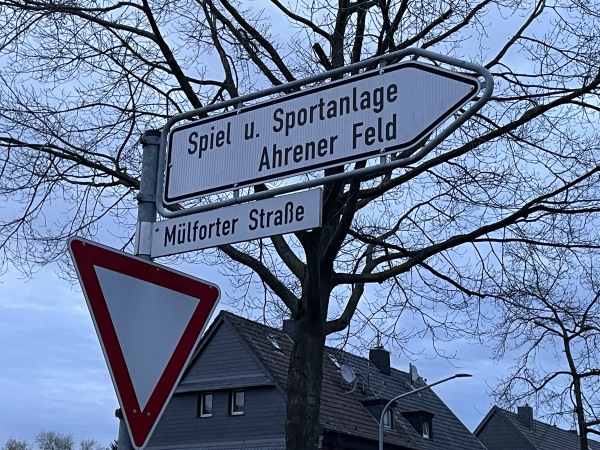 Spiel u. Sportanlage
Ahrener Feld
Mülforter Straße